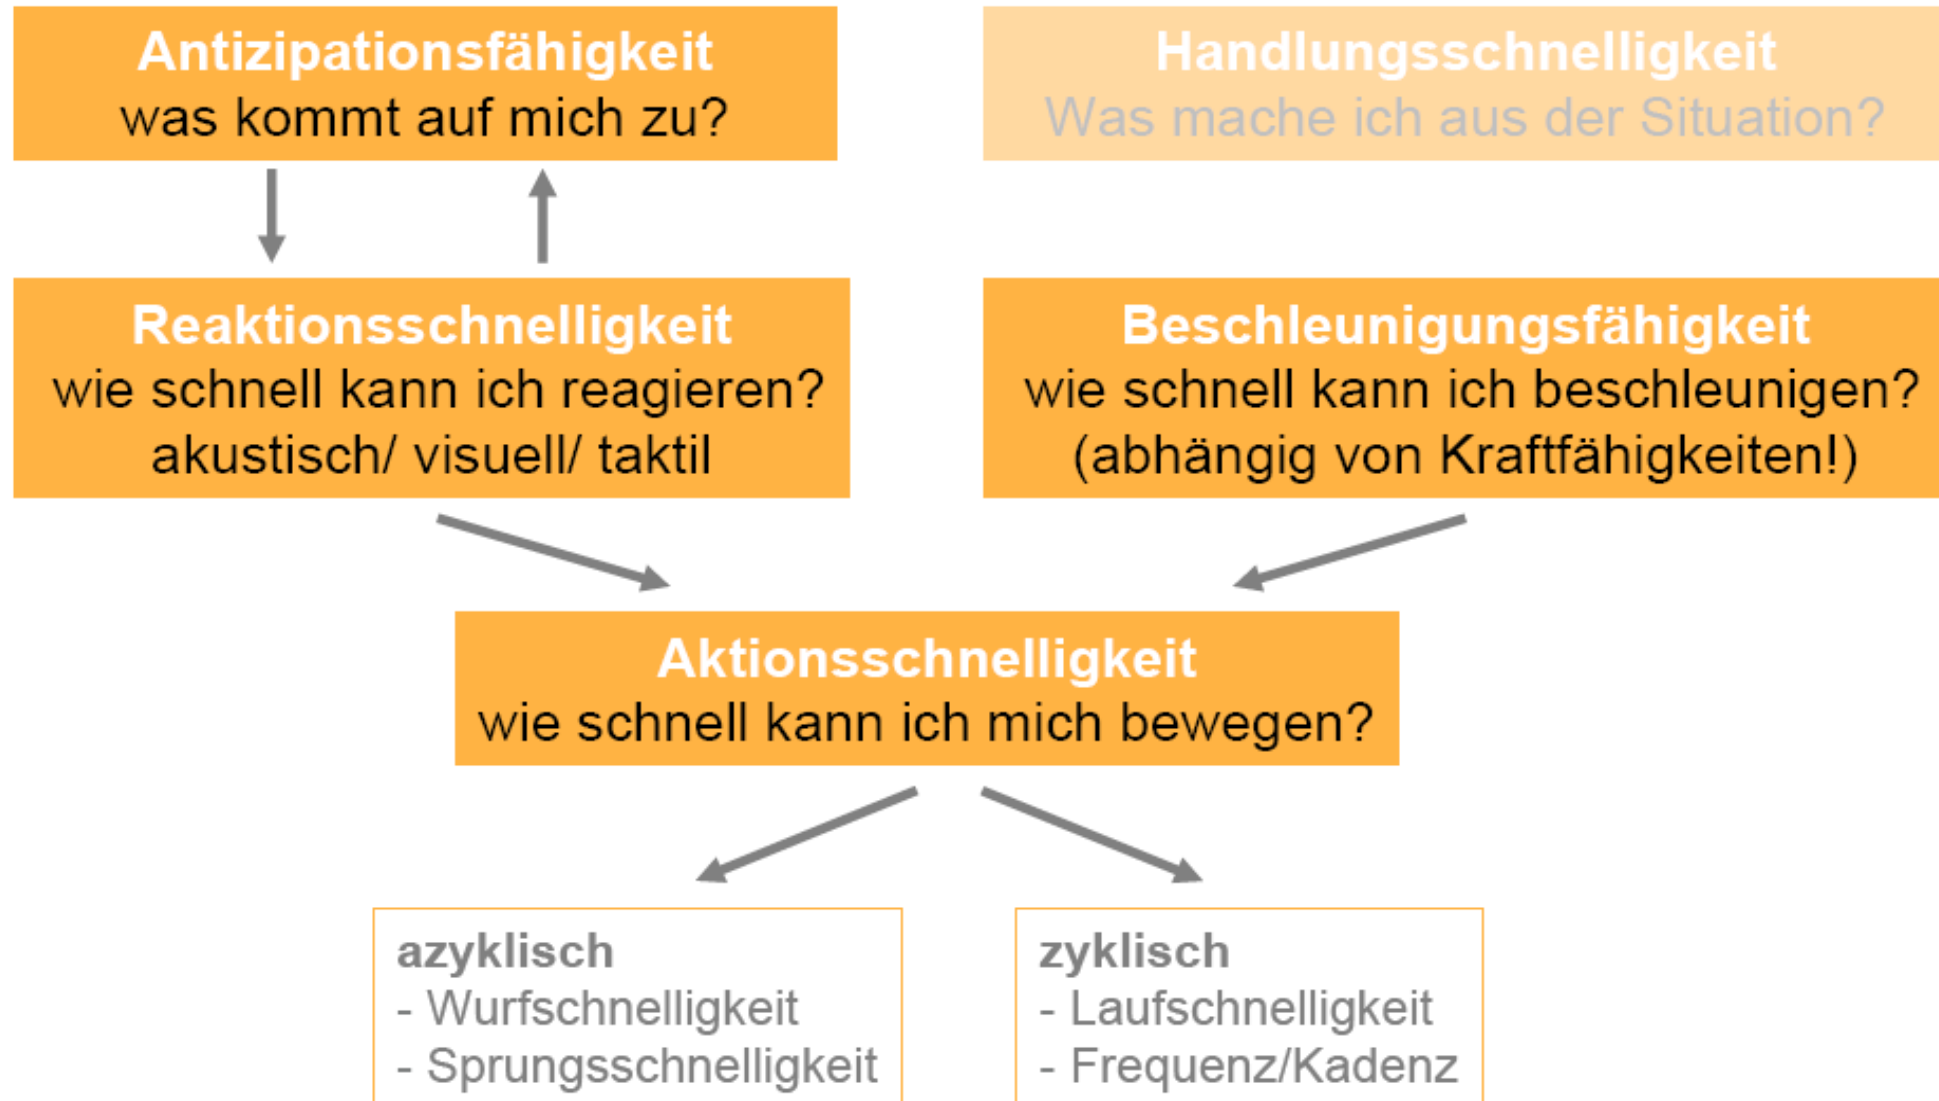 Antizipationsfähigkeit
was kommt auf mich zu?
Handlungsschnelligkeit
Was mache ich aus der Situation?
Reaktionsschnelligkeit
wie schnell kann ich reagieren?
akustisch/ visuell/ taktil
Beschleunigungsfähigkeit
wie schnell kann ich beschleunigen?
(abhängig von Kraftfähigkeiten!)
Aktionsschnelligkeit
wie schnell kann ich mich bewegen?
azyklisch
- Wurfschnelligkeit
- Sprungsschnelligkeit
zyklisch
- Laufschnelligkeit
- Frequenz/Kadenz